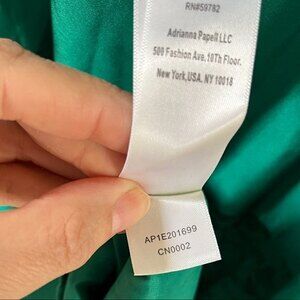 RN#59782
Adrianna Papell LLC
500 Fashion Ave, 10th Floor.
New York, USA. NY 10018
AP1E201699
CN0002